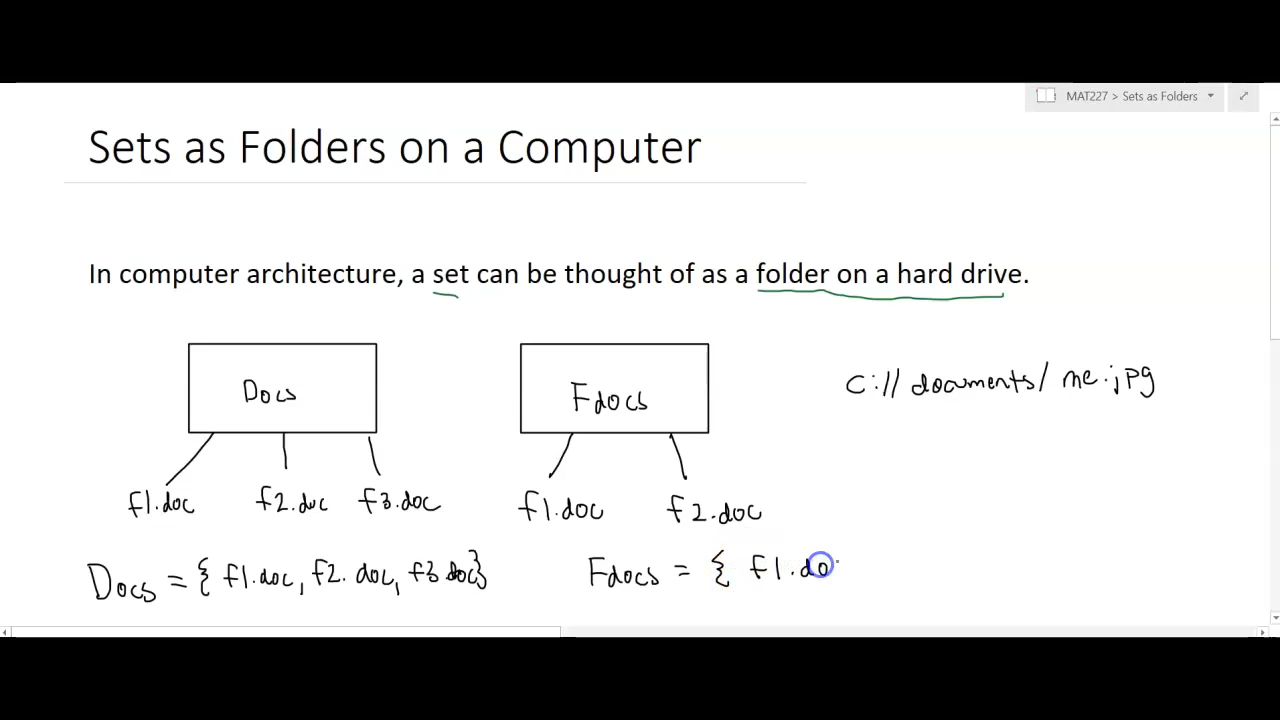 MAT227 > Sets as Folders
Sets as Folders on a Computer
In computer architecture, a set can be thought of as a folder on a hard drive.
Docs Fdocs C:// documents/ me.jpg
f1.doc f2.doc f3.doc f1.doc f2.doc
Docs = { f1.doc, f2.doc, f3.doc} Fdocs = { f1.do